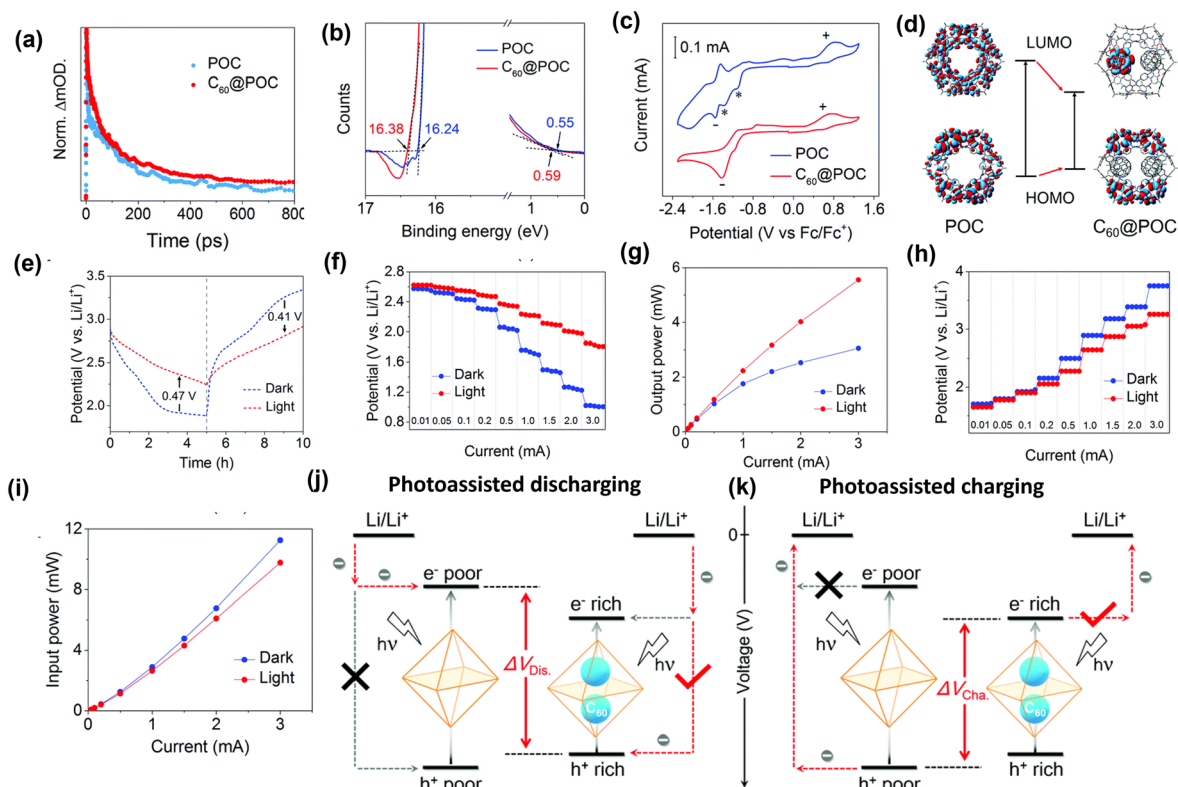 (a)
Norm. ΔmOD.
POC
C60@POC
0 200 400 600 800
Time (ps)
(b)
Counts
POC
C60@POC
16.38
16.24
0.55
0.59
17 16 1 0
Binding energy (eV)
(c)
0.1 mA
Current (mA)
+
*
*
-
+
-
POC
C60@POC
-2.4 -1.6 -0.8 0.0 0.8 1.6
Potential (V vs Fc/Fc+)
(d)
LUMO
HOMO
POC
C60@POC
(e)
Potential (V vs. Li/Li+)
3.5
3.0
2.5
2.0
0.41 V
0.47 V
Dark
Light
0 2 4 6 8 10
Time (h)
(f)
Potential (V vs. Li/Li+)
2.8
2.4
2.0
1.6
1.2
0.8
Dark
Light
0.01 0.05 0.1 0.2 0.5 1.0 1.5 2.0 3.0
Current (mA)
(g)
Output power (mW)
6
4
2
0
Dark
Light
0 1 2 3
Current (mA)
(h)
Potential (V vs. Li/Li+)
4
3
2
Dark
Light
0.01 0.05 0.1 0.2 0.5 1.0 1.5 2.0 3.0
Current (mA)
(i)
Input power (mW)
12
8
4
0
Dark
Light
0 1 2 3
Current (mA)
(j)
Photoassisted discharging
Li/Li+
Li/Li+
e- poor
e- rich
hν
hν
ΔVDis.
C60
h+ poor
h+ rich
(k)
Photoassisted charging
0
Voltage (V)
Li/Li+
Li/Li+
e- poor
e- rich
hν
hν
ΔVCha.
C60
h+ poor
h+ rich